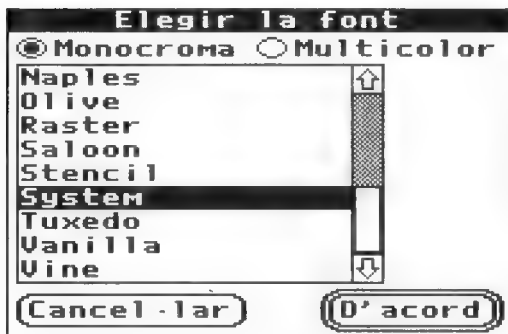 Elegir la font
Monocroma Multicolor
Naples
Olive
Raster
Saloon
Stencil
System
Tuxedo
Vanilla
Vine
Cancel·lar D'acord